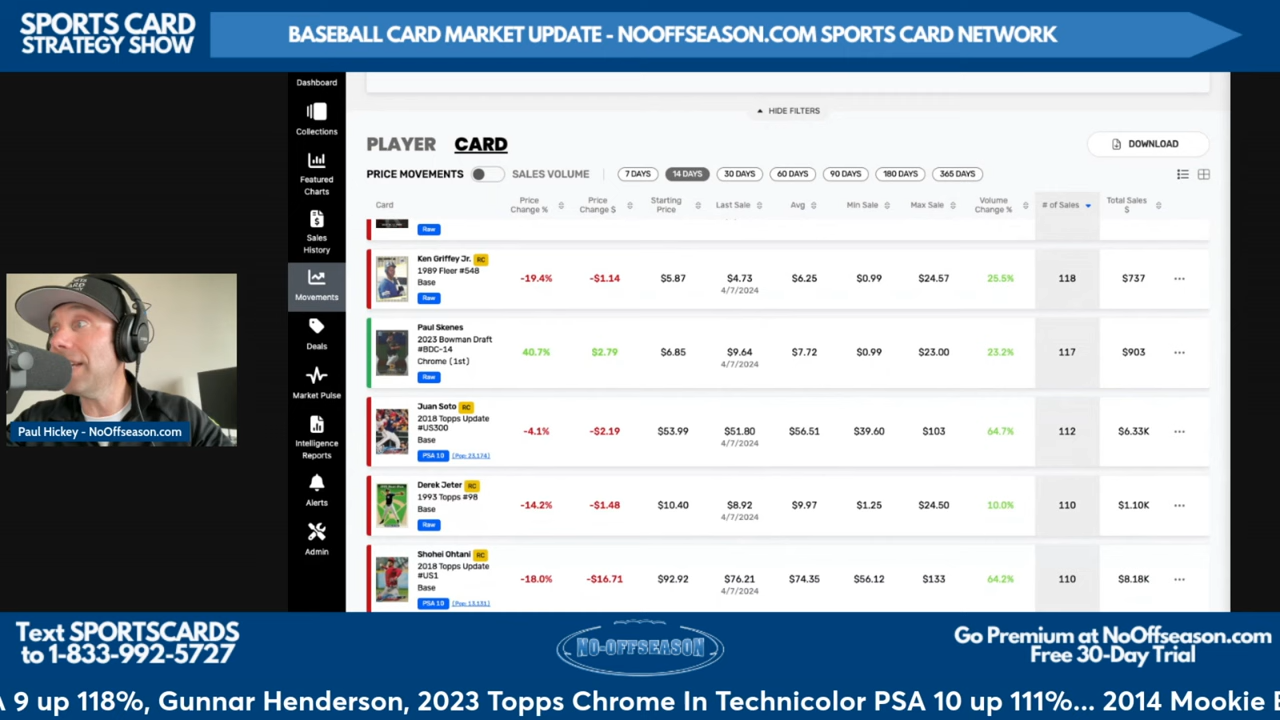 SPORTS CARD
STRATEGY SHOW
BASEBALL CARD MARKET UPDATE - NOOFFSEASON.COM SPORTS CARD NETWORK
Dashboard
Collections
Featured
Charts
Sales
History
Movements
Deals
Market Pulse
Intelligence
Reports
Alerts
Admin
HIDE FILTERS
PLAYER CARD
DOWNLOAD
PRICE MOVEMENTS SALES VOLUME 7 DAYS 14 DAYS 30 DAYS 60 DAYS 90 DAYS 180 DAYS 365 DAYS
Card Price Change % Price Change $ Starting Price Last Sale Avg Min Sale Max Sale Volume Change % # of Sales Total Sales $
Raw
Ken Griffey Jr. RC
1989 Fleer #548
Base
Raw
-19.4% -$1.14 $5.87 $4.73 $6.25 $0.99 $24.57 25.5% 118 $737
4/7/2024
Paul Skenes
2023 Bowman Draft
#BDC-14
Chrome (1st)
Raw
40.7% $2.79 $6.85 $9.64 $7.72 $0.99 $23.00 23.2% 117 $903
4/7/2024
Juan Soto RC
2018 Topps Update
#US300
Base
PSA 10 (Pop: 23,174)
-4.1% -$2.19 $53.99 $51.80 $56.51 $39.60 $103 64.7% 112 $6.33K
4/7/2024
Derek Jeter RC
1993 Topps #98
Base
Raw
-14.2% -$1.48 $10.40 $8.92 $9.97 $1.25 $24.50 10.0% 110 $1.10K
4/7/2024
Shohei Ohtani RC
2018 Topps Update
#US1
Base
PSA 10 (Pop: 13,131)
-18.0% -$16.71 $92.92 $76.21 $74.35 $56.12 $133 64.2% 110 $8.18K
4/7/2024
Paul Hickey - NoOffseason.com
Text SPORTSCARDS
to 1-833-992-5727
NO-OFFSEASON
Go Premium at NoOffseason.com
Free 30-Day Trial
A 9 up 118%, Gunnar Henderson, 2023 Topps Chrome In Technicolor PSA 10 up 111%... 2014 Mookie B